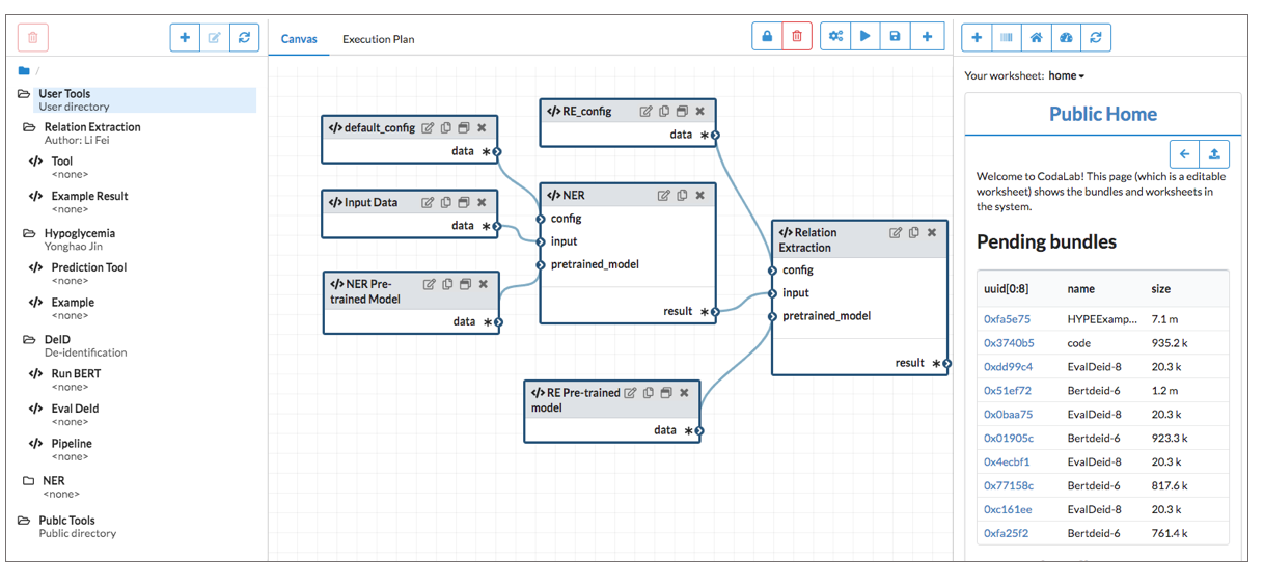 /
User Tools
User directory
Relation Extraction
Author: Li Fei
</> Tool
<none>
</> Example Result
<none>
Hypoglycemia
Yonghao Jin
</> Prediction Tool
<none>
</> Example
<none>
DeID
De-identification
</> Run BERT
<none>
</> Eval DeId
<none>
</> Pipeline
<none>
NER
<none>
Publc Tools
Public directory
Canvas Execution Plan
</> default_config
data *
</> Input Data
data *
</> NER Pre-
trained Model
data *
</> RE_config
data *
</> NER
config
input
pretrained_model
result *
</> RE Pre-trained
model
data *
</> Relation
Extraction
config
input
pretrained_model
result *
Your worksheet: home
Public Home
Welcome to CodaLab! This page (which is a editable
worksheet) shows the bundles and worksheets in
the system.
Pending bundles
uuid[0:8] name size
0xfa5e75 HYPEExamp... 7.1 m
0x3740b5 code 935.2 k
0xdd99c4 EvalDeid-8 20.3 k
0x51ef72 Bertdeid-6 1.2 m
0x0baa75 EvalDeid-8 20.3 k
0x01905c Bertdeid-6 923.3 k
0x4ecbf1 EvalDeid-8 20.3 k
0x77158c Bertdeid-6 817.6 k
0xc161ee EvalDeid-8 20.3 k
0xfa25f2 Bertdeid-6 761.4 k